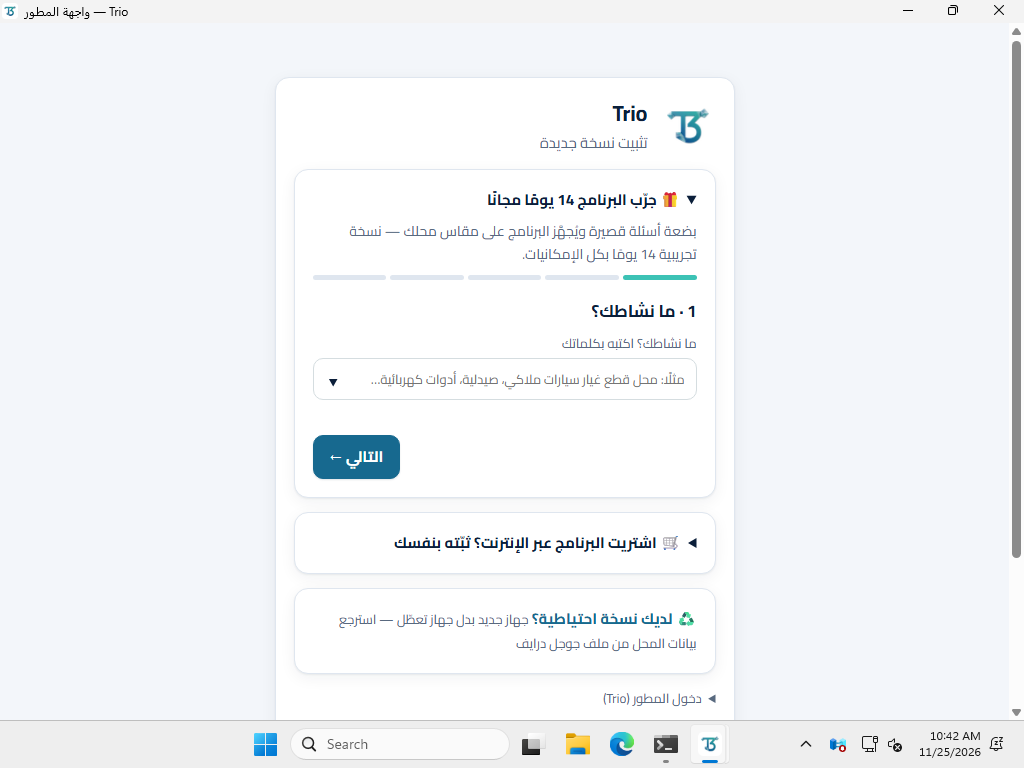 واجهة المطور — Trio
Trio
تثبيت نسخة جديدة
▼ 🎁 جرّب البرنامج 14 يومًا مجانًا
بضعة أسئلة قصيرة ويُجهَّز البرنامج على مقاس محلك — نسخة
تجريبية 14 يومًا بكل الإمكانيات.
1 · ما نشاطك؟
ما نشاطك؟ اكتبه بكلماتك
مثلًا: محل قطع غيار سيارات ملاكي، صيدلية، أدوات كهربائية...
التالي ←
◀ 🛒 اشتريت البرنامج عبر الإنترنت؟ ثبّته بنفسك
♻️ لديك نسخة احتياطية؟ جهاز جديد بدل جهاز تعطّل — استرجع
بيانات المحل من ملف جوجل درايف
◀ دخول المطور (Trio)
Search
10:42 AM
11/25/2026